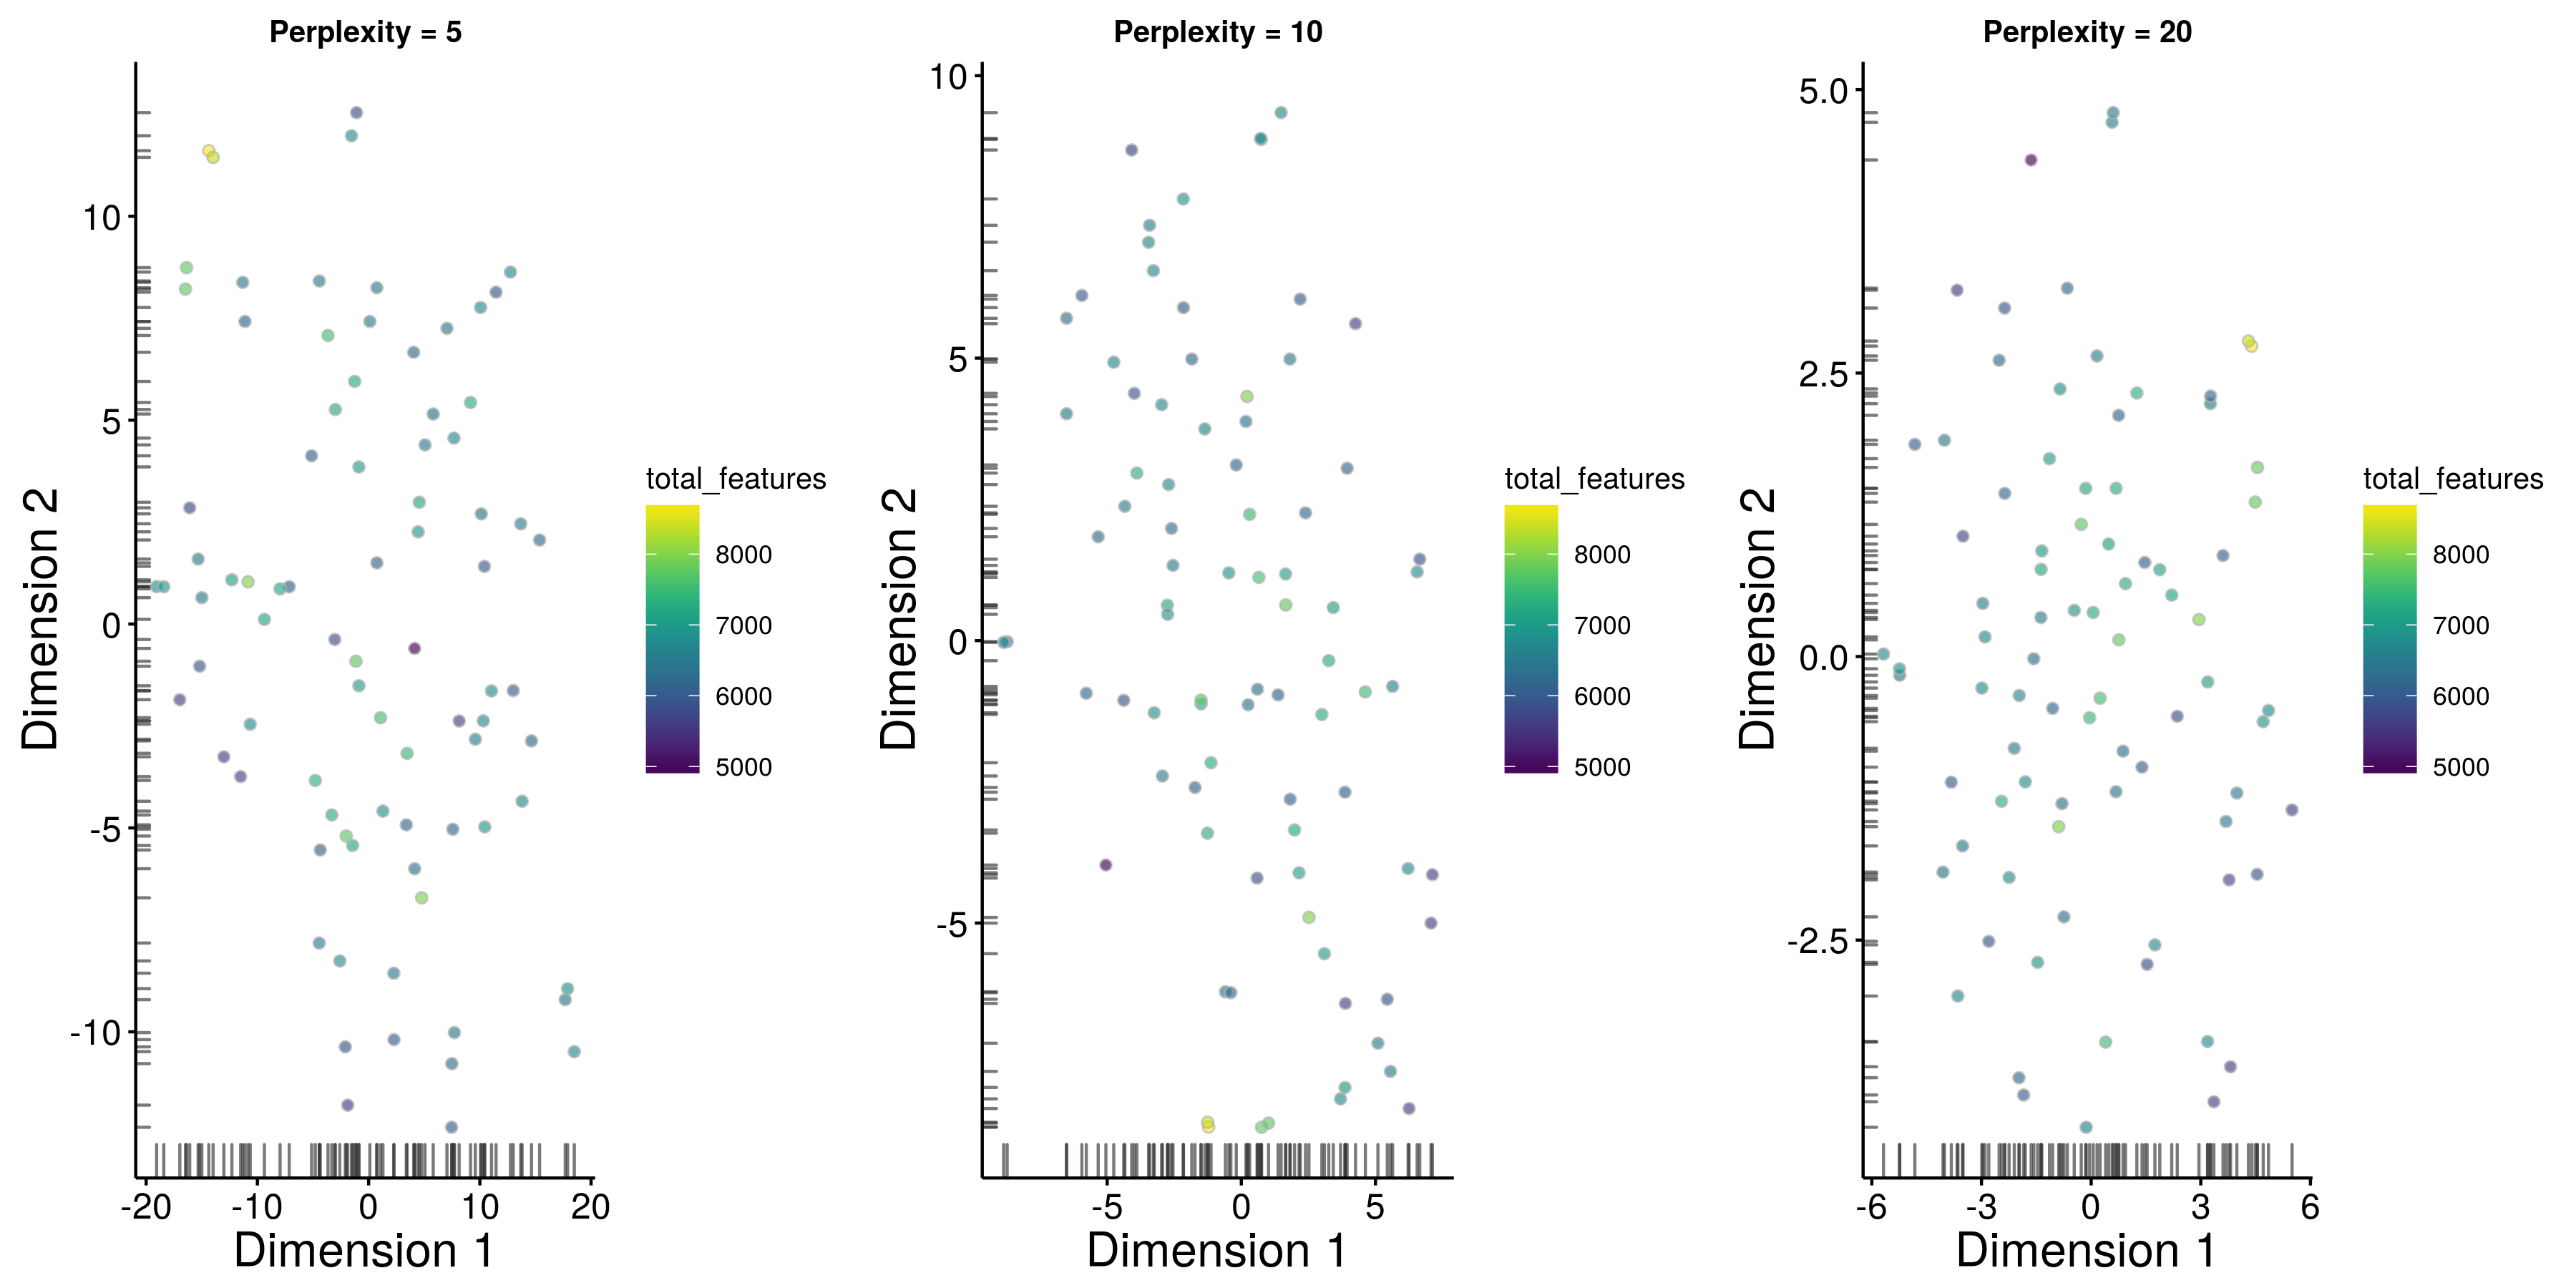 Perplexity = 5
10
5
0
-5
-10
-20 -10 0 10 20
Dimension 1
Dimension 2
total_features
8000
7000
6000
5000
Perplexity = 10
10
5
0
-5
-5 0 5
Dimension 1
Dimension 2
total_features
8000
7000
6000
5000
Perplexity = 20
5.0
2.5
0.0
-2.5
-6 -3 0 3 6
Dimension 1
Dimension 2
total_features
8000
7000
6000
5000